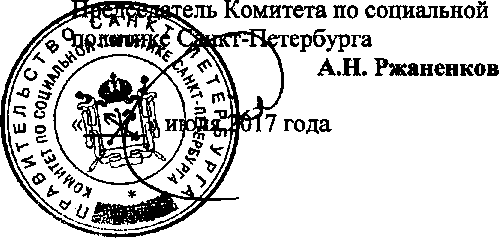 Председатель Комитета по социальной
политике Санкт-Петербурга
А.Н. Ржаненков
« » июля 2017 года
ПРАВИТЕЛЬСТВО САНКТ-ПЕТЕРБУРГА
КОМИТЕТ ПО СОЦИАЛЬНОЙ ПОЛИТИКЕ САНКТ-ПЕТЕРБУРГА